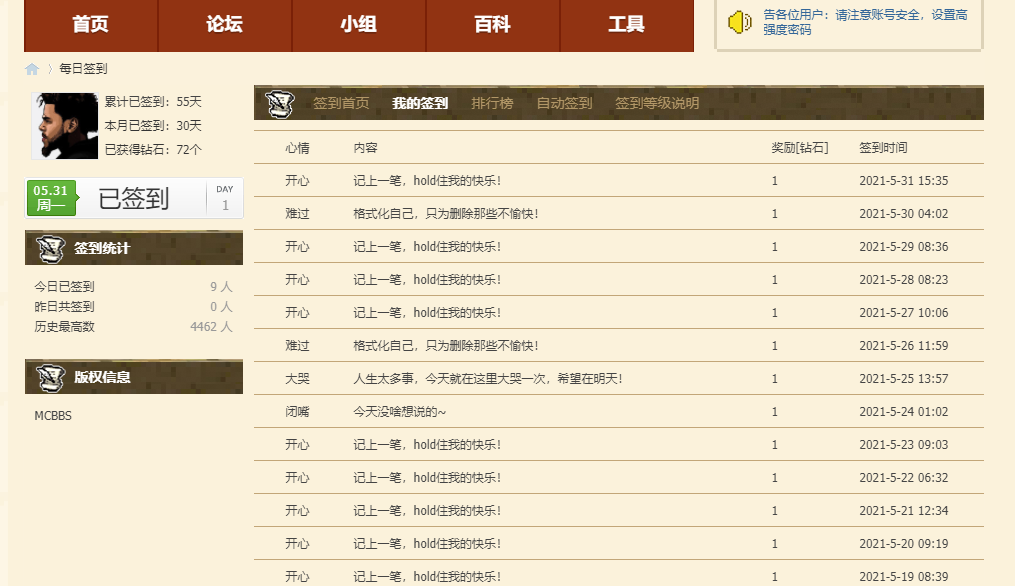 首页 论坛 小组 百科 工具
告各位用户：请注意账号安全，设置高
强度密码
每日签到
累计已签到：55天
本月已签到：30天
已获得钻石：72个
05.31
周一
已签到
DAY
1
签到统计
今日已签到 9 人
昨日共签到 0 人
历史最高数 4462 人
版权信息
MCBBS
签到首页 我的签到 排行榜 自动签到 签到等级说明
心情 内容 奖励[钻石] 签到时间
开心 记上一笔，hold住我的快乐！ 1 2021-5-31 15:35
难过 格式化自己，只为删除那些不愉快！ 1 2021-5-30 04:02
开心 记上一笔，hold住我的快乐！ 1 2021-5-29 08:36
开心 记上一笔，hold住我的快乐！ 1 2021-5-28 08:23
开心 记上一笔，hold住我的快乐！ 1 2021-5-27 10:06
难过 格式化自己，只为删除那些不愉快！ 1 2021-5-26 11:59
大哭 人生太多事，今天就在这里大哭一次，希望在明天！ 1 2021-5-25 13:57
闭嘴 今天没啥想说的~ 1 2021-5-24 01:02
开心 记上一笔，hold住我的快乐！ 1 2021-5-23 09:03
开心 记上一笔，hold住我的快乐！ 1 2021-5-22 06:32
开心 记上一笔，hold住我的快乐！ 1 2021-5-21 12:34
开心 记上一笔，hold住我的快乐！ 1 2021-5-20 09:19
开心 记上一笔，hold住我的快乐！ 1 2021-5-19 08:39